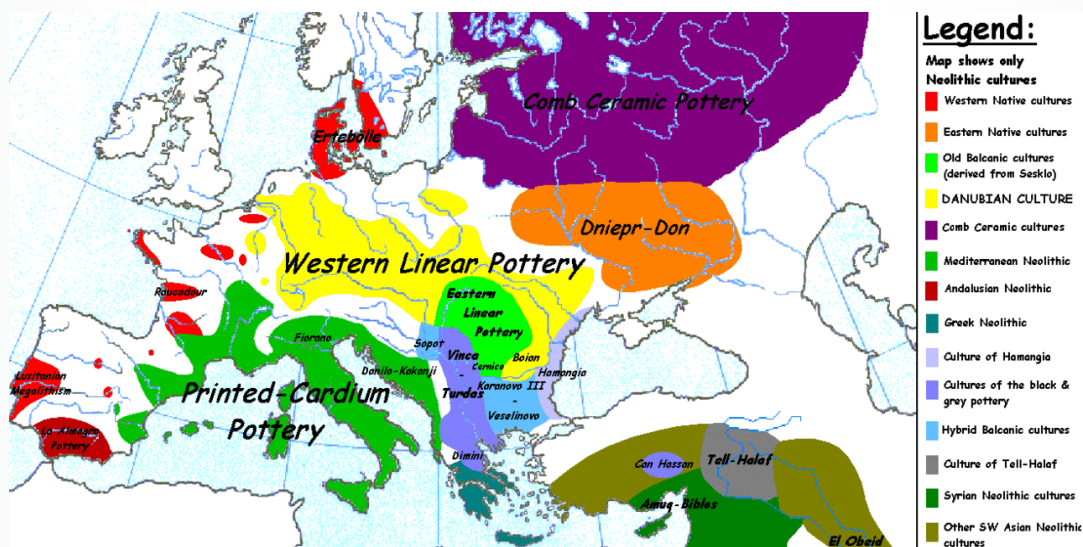 Comb Ceramic Pottery
Ertebölle
Dniepr-Don
Western Linear Pottery
Eastern
Linear
Pottery
Raucadour
Fiorano
Sopot
Vinca
-
Turdas
Cernica
Boian
Hamangia
Danilo-Kakanji
Karanovo III
-
Veselinovo
Lusitanian
Megalithism
Printed-Cardium
Pottery
La Almagra
Pottery
Dimini
Can Hassan
Tell-Halaf
Amuq-Biblos
El Obeid
Legend:
Map shows only
Neolithic cultures
Western Native cultures
Eastern Native cultures
Old Balcanic cultures
(derived from Sesklo)
DANUBIAN CULTURE
Comb Ceramic cultures
Mediterranean Neolithic
Andalusian Neolithic
Greek Neolithic
Culture of Hamangia
Cultures of the black &
grey pottery
Hybrid Balcanic cultures
Culture of Tell-Halaf
Syrian Neolithic cultures
Other SW Asian Neolithic
cultures